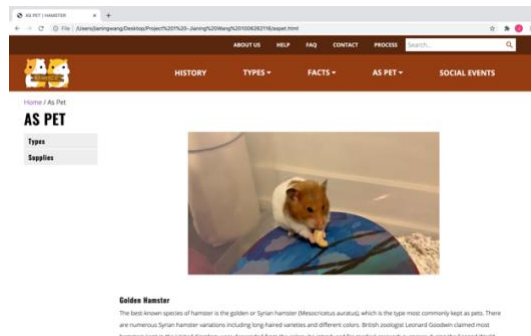 AS PET | HAMSTER
File
ABOUT US HELP FAQ CONTACT PROCESS Search...
HISTORY TYPES FACTS AS PET SOCIAL EVENTS
Home / As Pet
AS PET
Types
Supplies
Golden Hamster
The best known species of hamster is the golden or Syrian hamster (Mesocricetus auratus), which is the type most commonly kept as pets. There
are numerous Syrian hamster variations including long-haired varieties and different colors. British zoologist Leonard Goodwin claimed most